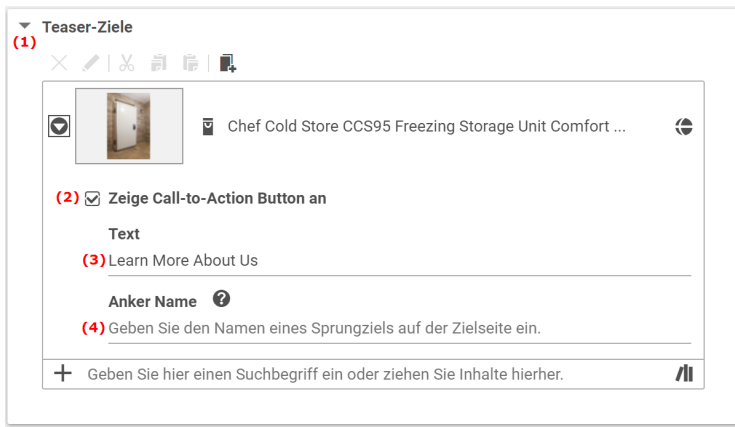 Teaser-Ziele
(1)
Chef Cold Store CCS95 Freezing Storage Unit Comfort ...
(2) Zeige Call-to-Action Button an
Text
(3) Learn More About Us
Anker Name ?
(4) Geben Sie den Namen eines Sprungziels auf der Zielseite ein.
Geben Sie hier einen Suchbegriff ein oder ziehen Sie Inhalte hierher.